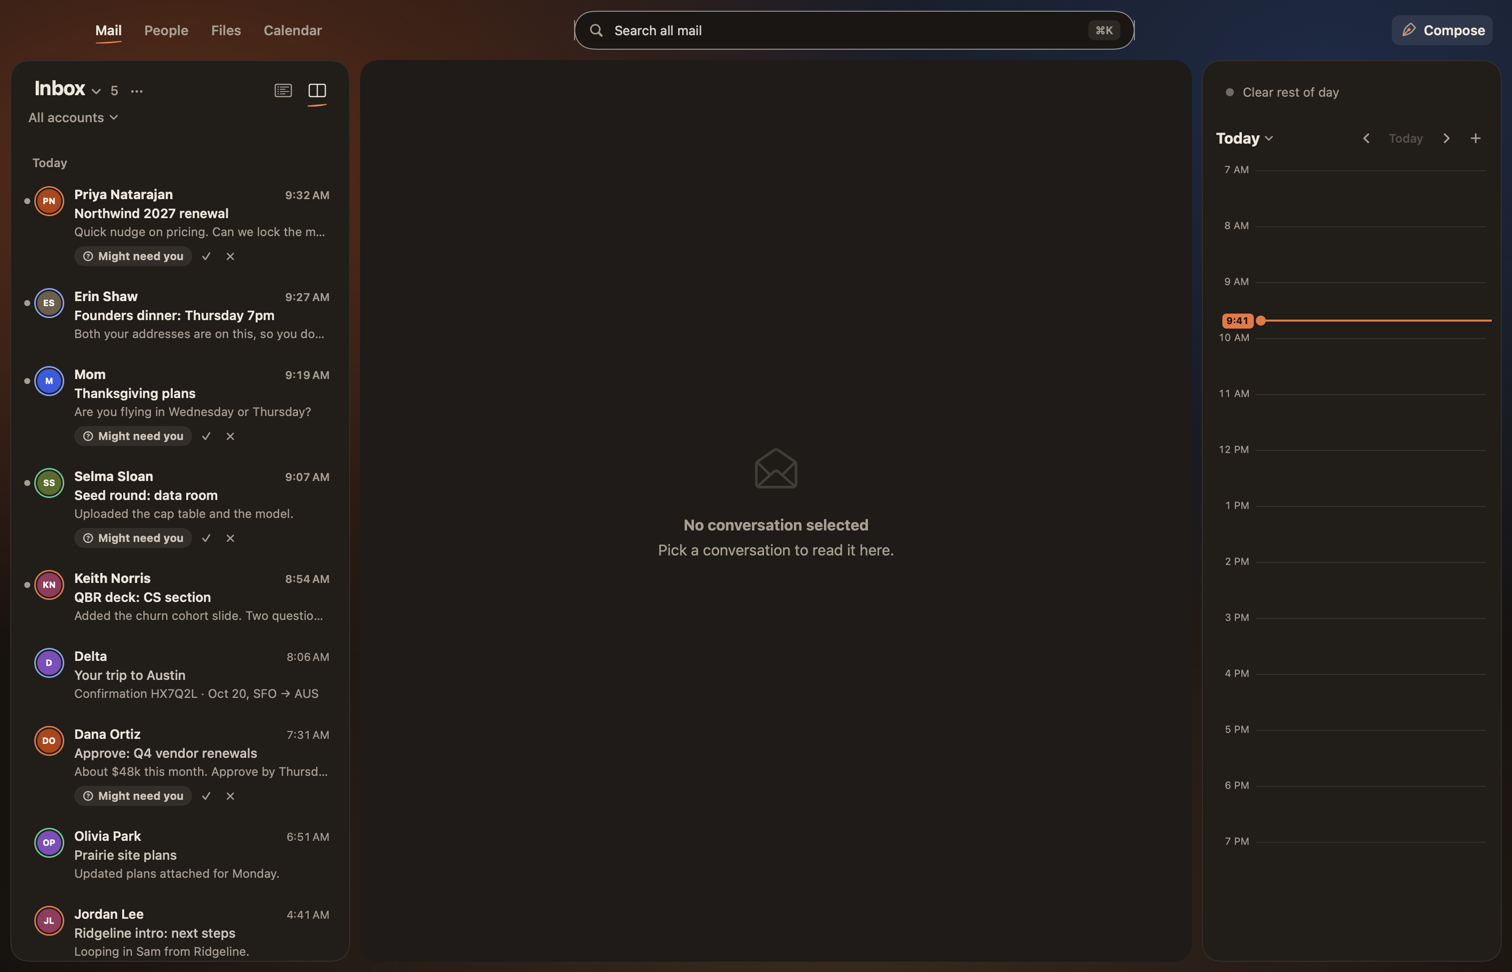 Mail People Files Calendar
Search all mail
⌘K
Compose
Inbox 5 ...
All accounts
Today
PN
Priya Natarajan 9:32 AM
Northwind 2027 renewal
Quick nudge on pricing. Can we lock the m...
Might need you
ES
Erin Shaw 9:27 AM
Founders dinner: Thursday 7pm
Both your addresses are on this, so you do...
M
Mom 9:19 AM
Thanksgiving plans
Are you flying in Wednesday or Thursday?
Might need you
SS
Selma Sloan 9:07 AM
Seed round: data room
Uploaded the cap table and the model.
Might need you
KN
Keith Norris 8:54 AM
QBR deck: CS section
Added the churn cohort slide. Two questio...
D
Delta 8:06 AM
Your trip to Austin
Confirmation HX7Q2L · Oct 20, SFO → AUS
DO
Dana Ortiz 7:31 AM
Approve: Q4 vendor renewals
About $48k this month. Approve by Thursd...
Might need you
OP
Olivia Park 6:51 AM
Prairie site plans
Updated plans attached for Monday.
JL
Jordan Lee 4:41 AM
Ridgeline intro: next steps
Looping in Sam from Ridgeline.
No conversation selected
Pick a conversation to read it here.
Clear rest of day
Today
Today
7 AM
8 AM
9 AM
9:41
10 AM
11 AM
12 PM
1 PM
2 PM
3 PM
4 PM
5 PM
6 PM
7 PM